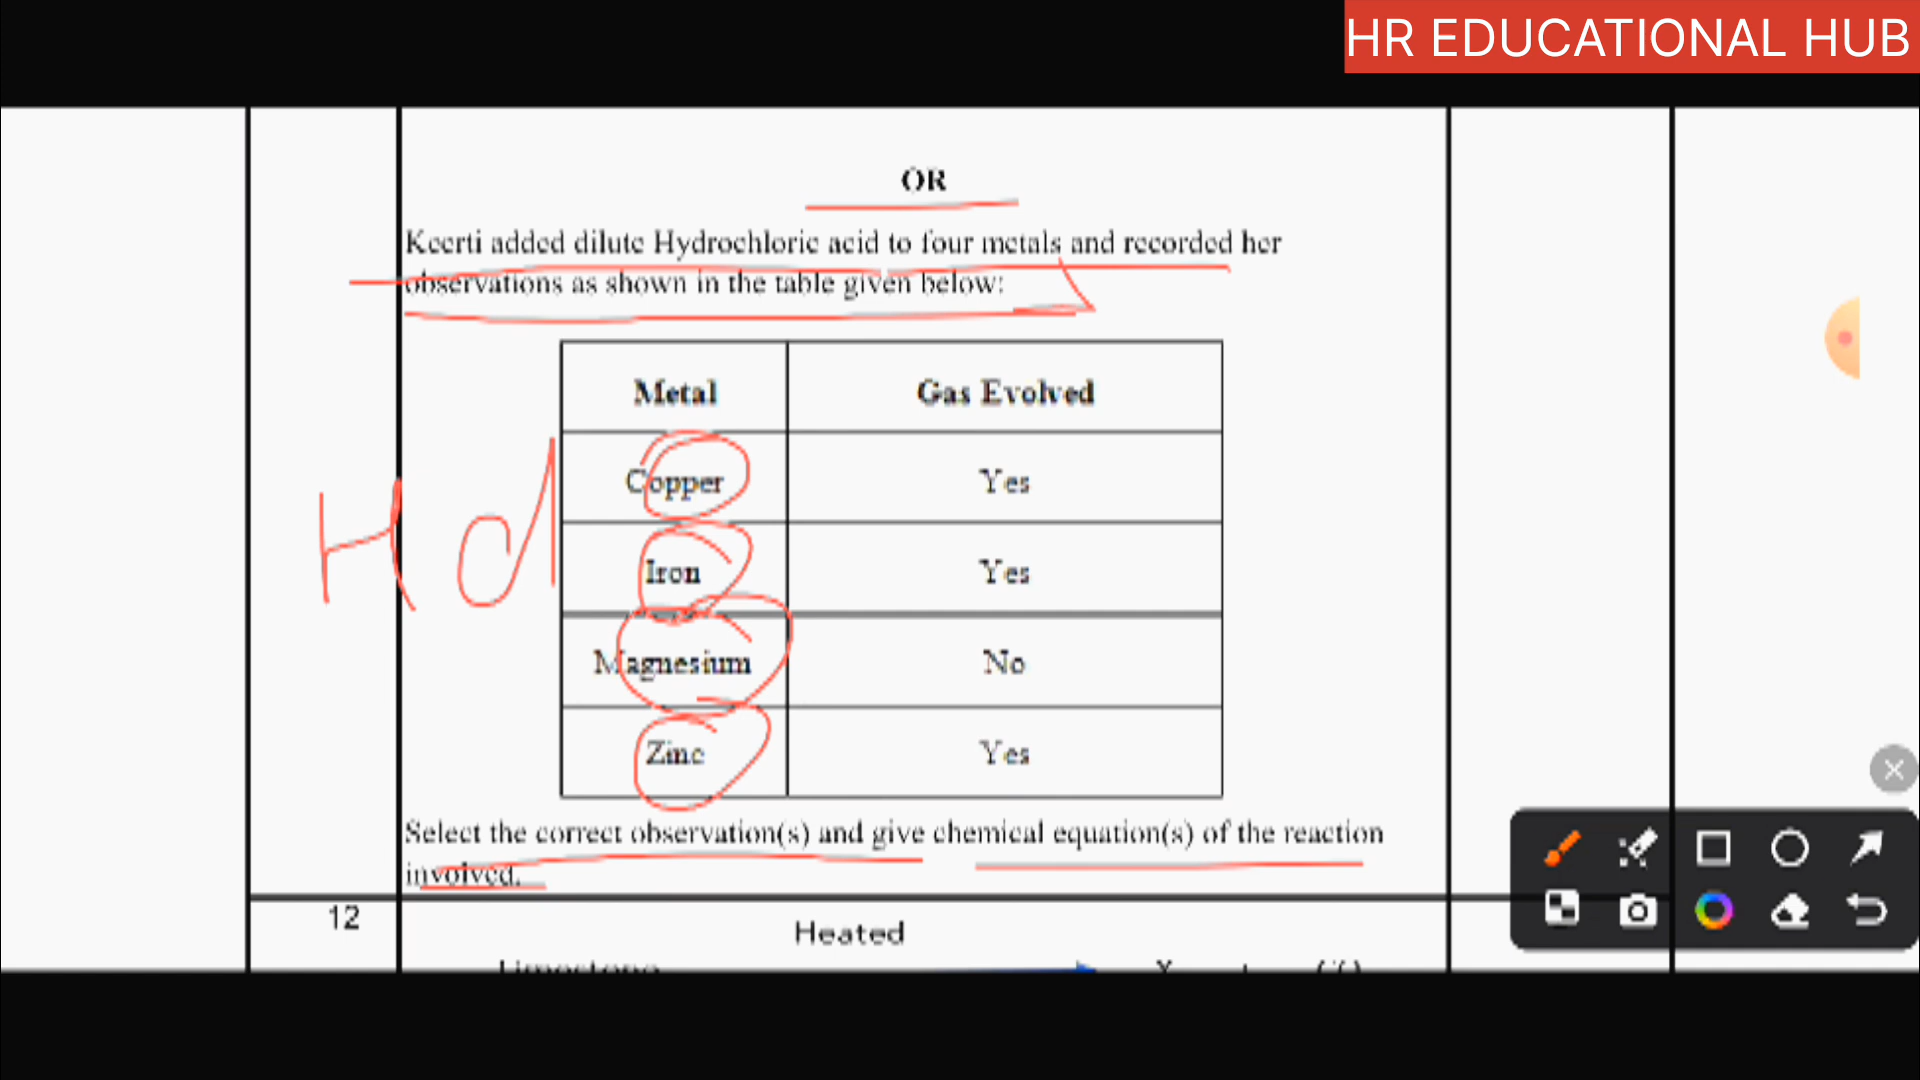 HR EDUCATIONAL HUB
OR
Keerti added dilute Hydrochloric acid to four metals and recorded her
observations as shown in the table given below:
Metal Gas Evolved
Copper Yes
Iron Yes
Magnesium No
Zinc Yes
HCl
Select the correct observation(s) and give chemical equation(s) of the reaction
involved.
12
Heated
Limestone